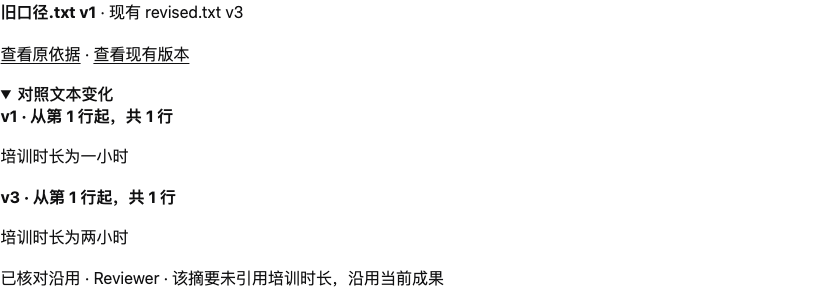 旧口径.txt v1 · 现有 revised.txt v3
查看原依据 · 查看现有版本
▼ 对照文本变化
v1 · 从第 1 行起，共 1 行
培训时长为一小时
v3 · 从第 1 行起，共 1 行
培训时长为两小时
已核对沿用 · Reviewer · 该摘要未引用培训时长，沿用当前成果